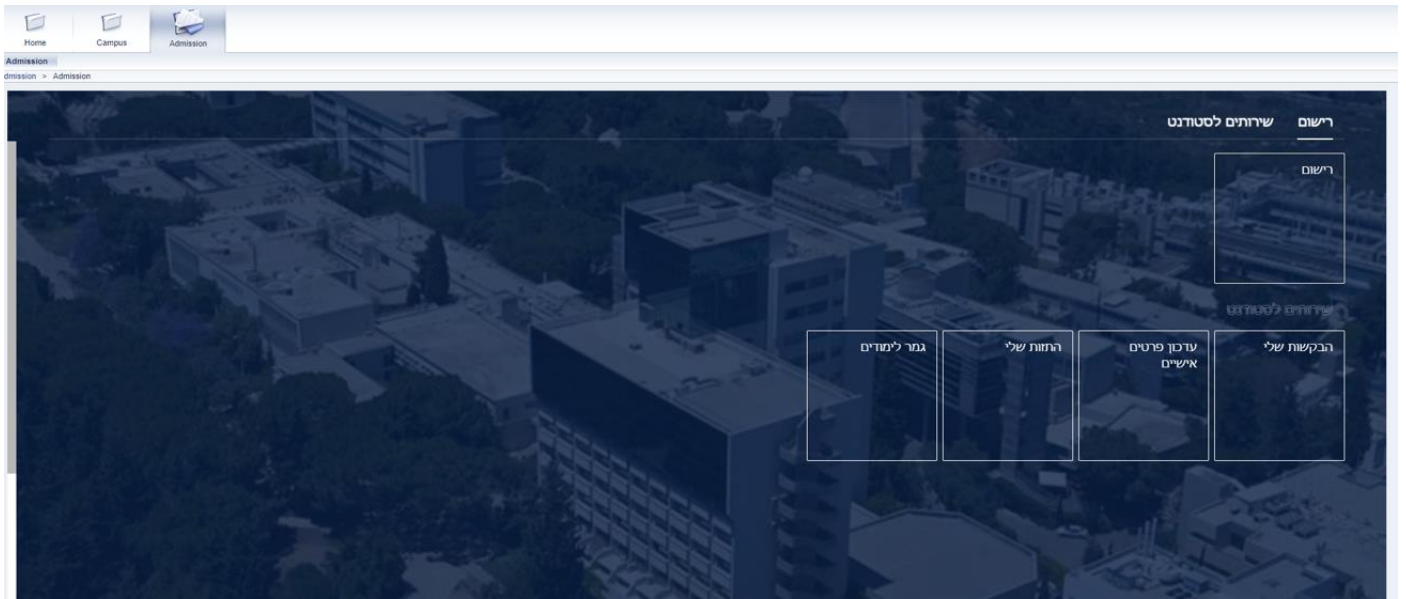 Home
Campus
Admission
Admission
dmission > Admission
רישום
שירותים לסטודנט
רישום
שירותים לסטודנט
הבקשות שלי
עדכון פרטים
אישיים
התזות שלי
גמר לימודים